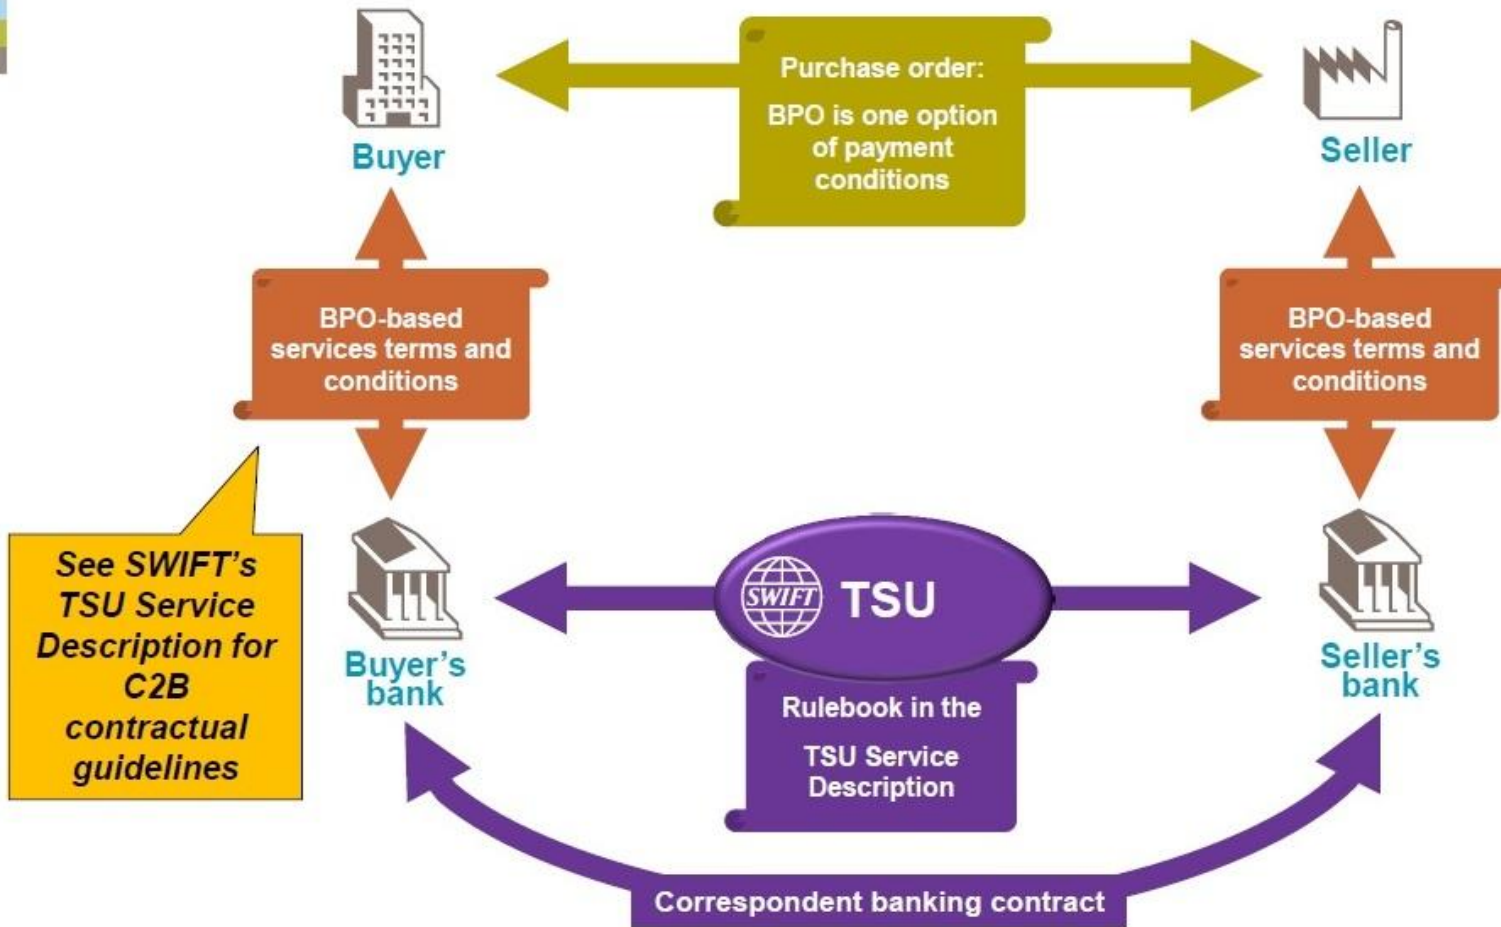 Purchase order:
BPO is one option
of payment
conditions
Buyer
Seller
BPO-based
services terms and
conditions
BPO-based
services terms and
conditions
See SWIFT's
TSU Service
Description for
C2B
contractual
guidelines
SWIFT
TSU
Buyer's
bank
Seller's
bank
Rulebook in the
TSU Service
Description
Correspondent banking contract